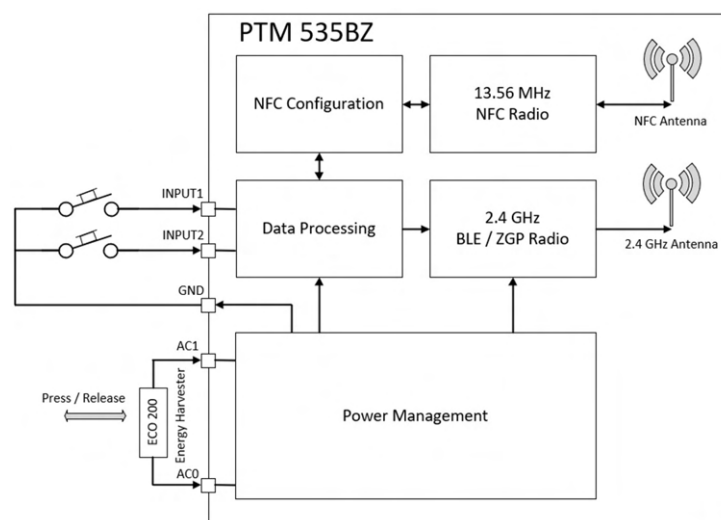 PTM 535BZ
NFC Configuration
13.56 MHz
NFC Radio
NFC Antenna
INPUT1
INPUT2
GND
Data Processing
2.4 GHz
BLE / ZGP Radio
2.4 GHz Antenna
AC1
Press / Release
ECO 200
Energy Harvester
AC0
Power Management